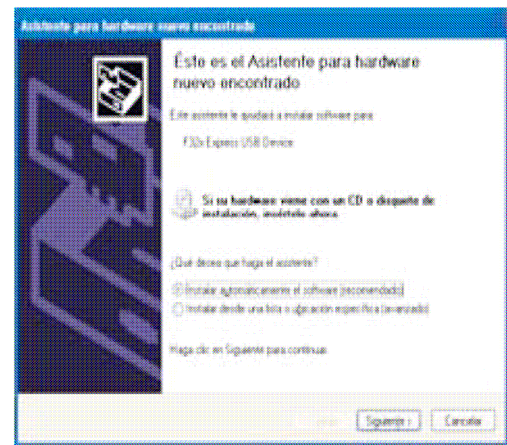 Asistente para hardware nuevo encontrado
Éste es el Asistente para hardware
nuevo encontrado
Este asistente le ayudará a instalar software para:
F32x Express USB Device
Si su hardware viene con un CD o disquete de
instalación, insértelo ahora.
¿Qué desea que haga el asistente?
Instalar automáticamente el software (recomendado)
Instalar desde una lista o ubicación específica (avanzado)
Haga clic en Siguiente para continuar.
Siguiente >
Cancelar